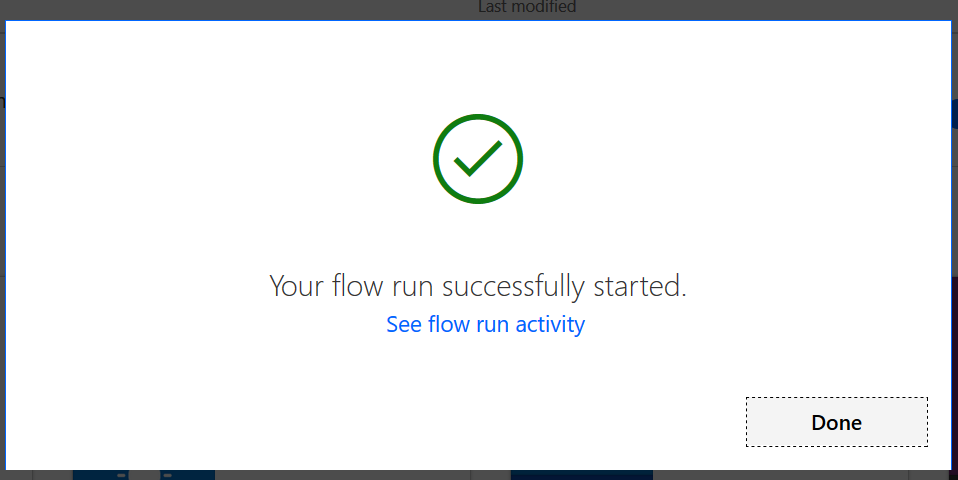 Last modified
Your flow run successfully started.
See flow run activity
Done